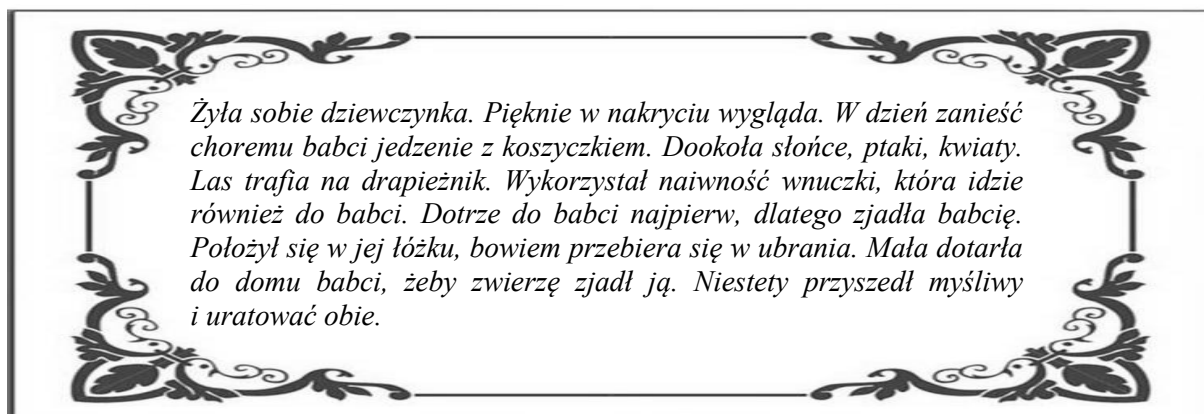 Żyła sobie dziewczynka. Pięknie w nakryciu wygląda. W dzień zanieść
choremu babci jedzenie z koszyczkiem. Dookoła słońce, ptaki, kwiaty.
Las trafia na drapieżnik. Wykorzystał naiwność wnuczki, która idzie
również do babci. Dotrze do babci najpierw, dlatego zjadła babcię.
Położył się w jej łóżku, bowiem przebiera się w ubrania. Mała dotarła
do domu babci, żeby zwierzę zjadł ją. Niestety przyszedł myśliwy
i uratować obie.